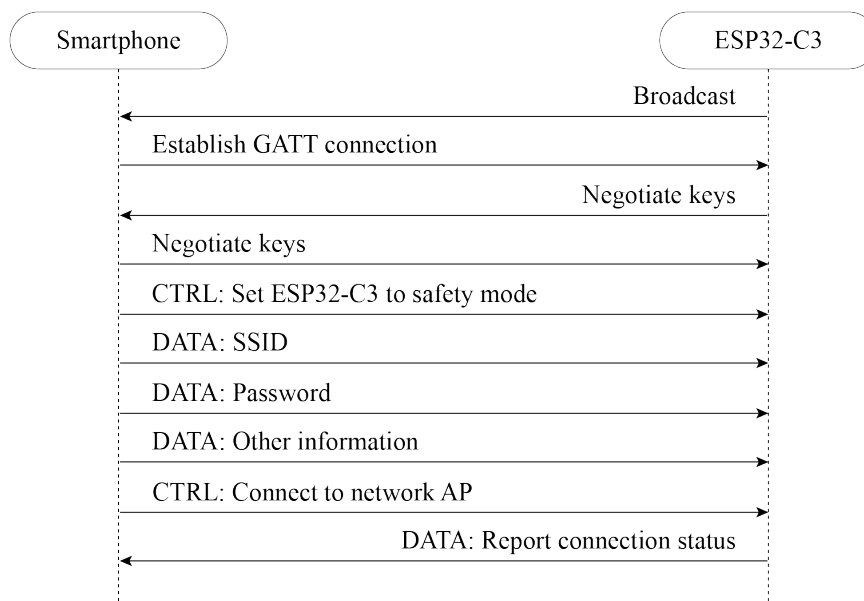 Smartphone
ESP32-C3
Broadcast
Establish GATT connection
Negotiate keys
Negotiate keys
CTRL: Set ESP32-C3 to safety mode
DATA: SSID
DATA: Password
DATA: Other information
CTRL: Connect to network AP
DATA: Report connection status